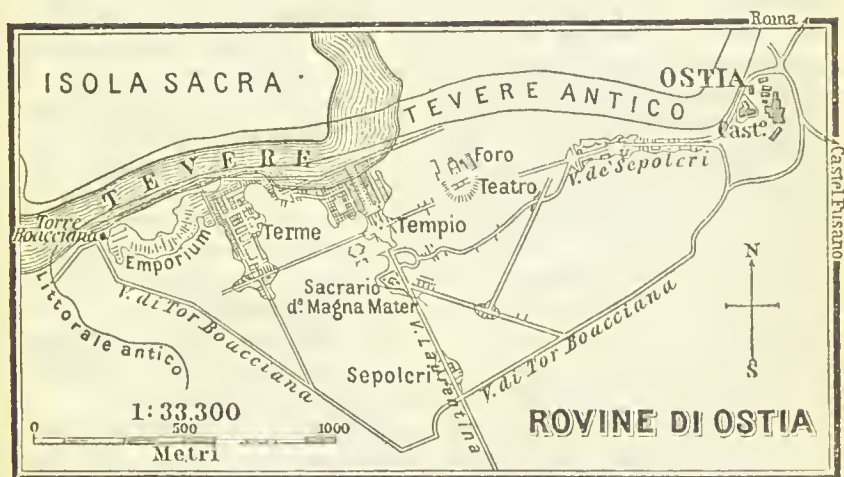 Roma
ISOLA SACRA
OSTIA
TEVERE ANTICO
Cast.º
TEVERE
Foro
Teatro
V. de Sepolcri
Castel Fusano
Torre
Boacciana
Emporium
Terme
Tempio
Sacrario
dª. Magna Mater
Littorale antico
V. di Tor Boacciana
V. Laurantina
V. di Tor Boacciana
N
S
Sepolcri
1:33.300
0 500 1000
Metri
ROVINE DI OSTIA